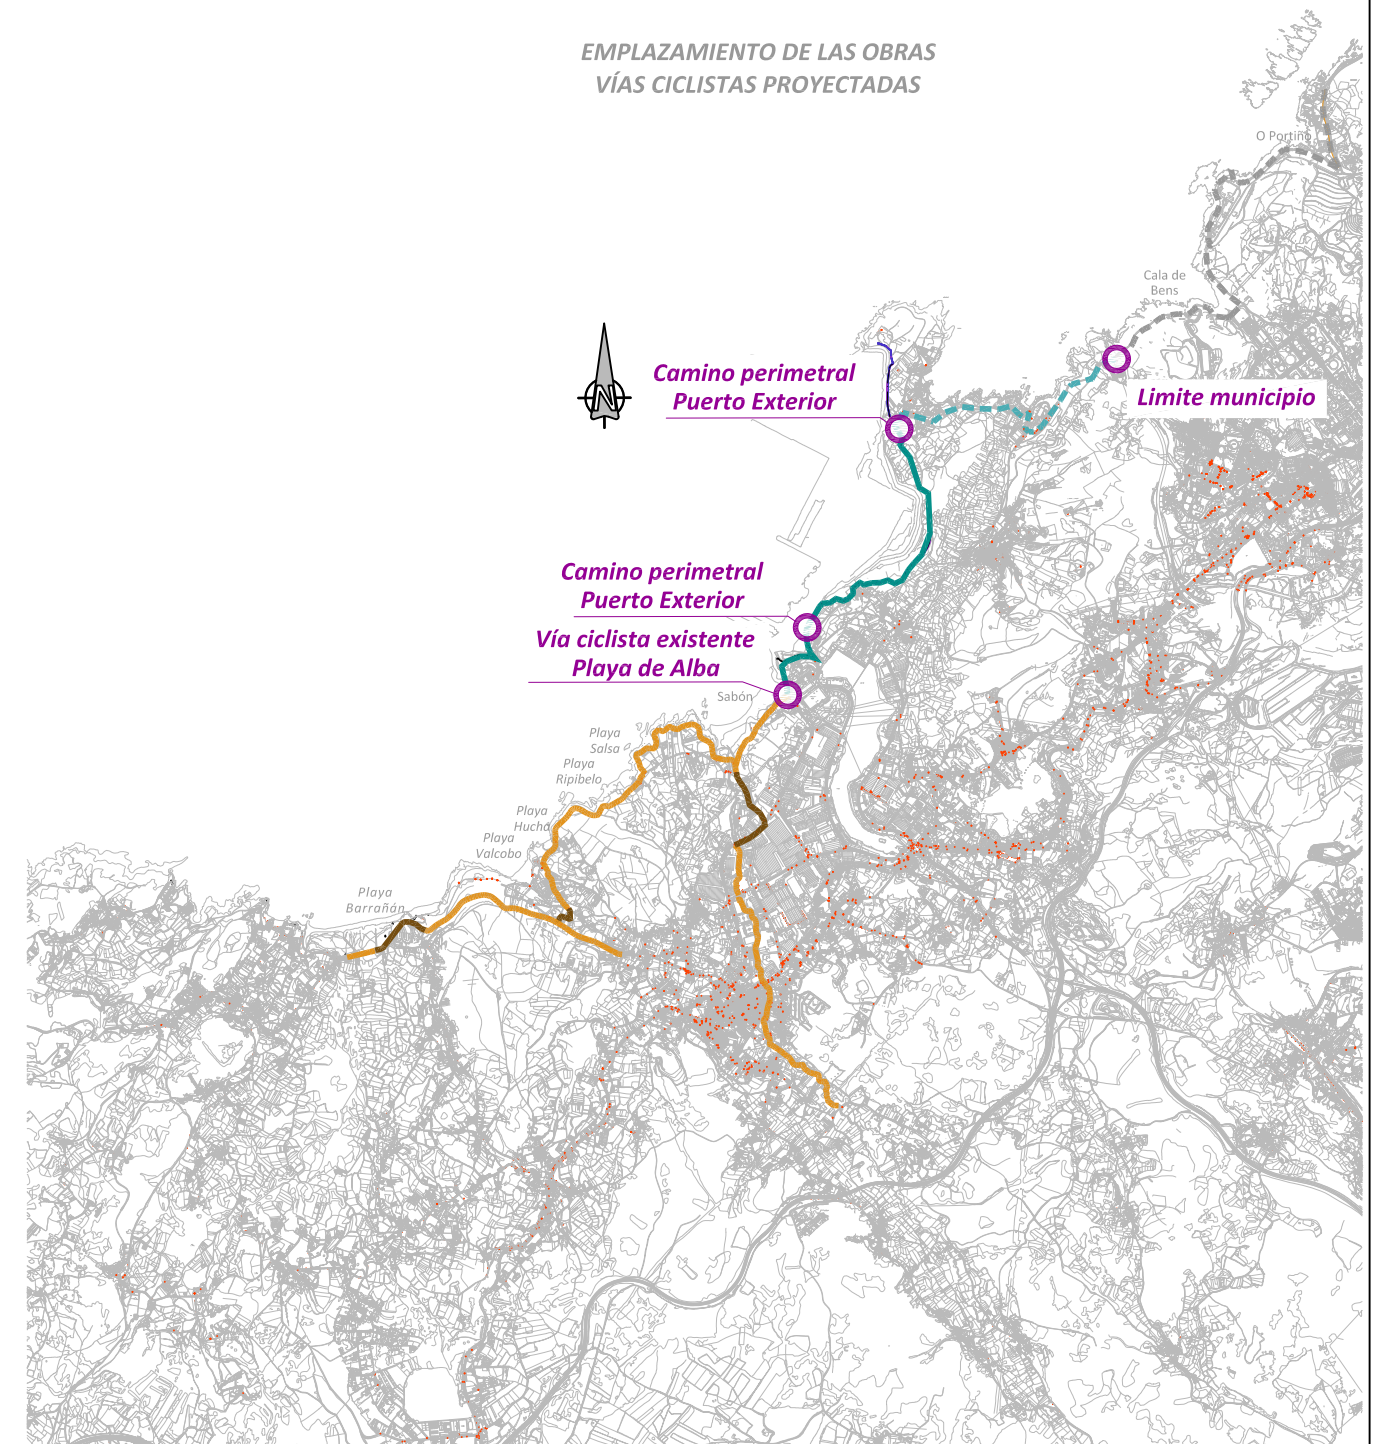 EMPLAZAMIENTO DE LAS OBRAS
VÍAS CICLISTAS PROYECTADAS
O Portiño
Cala de
Bens
Camino perimetral
Puerto Exterior
Limite municipio
N
Camino perimetral
Puerto Exterior
Vía ciclista existente
Playa de Alba
Sabón
Playa
Salsa
Playa
Ripibelo
Playa
Hucha
Playa
Valcobo
Playa
Barrañán